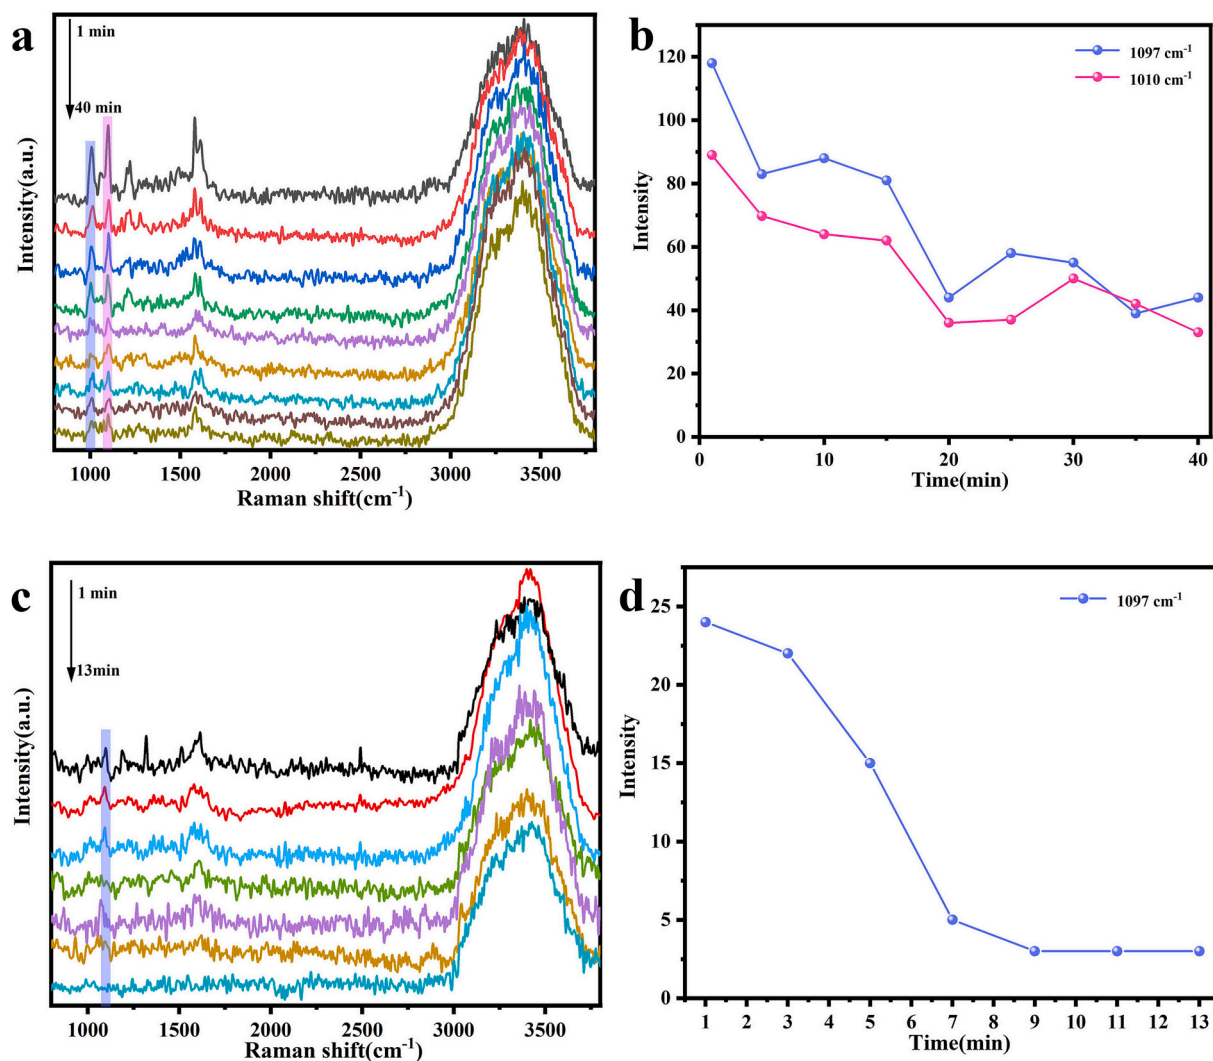 a
1 min
40 min
Intensity(a.u.)
1000 1500 2000 2500 3000 3500
Raman shift(cm⁻¹)
b
1097 cm⁻¹
1010 cm⁻¹
Intensity
120
100
80
60
40
20
0
0 10 20 30 40
Time(min)
c
1 min
13min
Intensity(a.u.)
1000 1500 2000 2500 3000 3500
Raman shift(cm⁻¹)
d
1097 cm⁻¹
Intensity
25
20
15
10
5
0
1 2 3 4 5 6 7 8 9 10 11 12 13
Time(min)